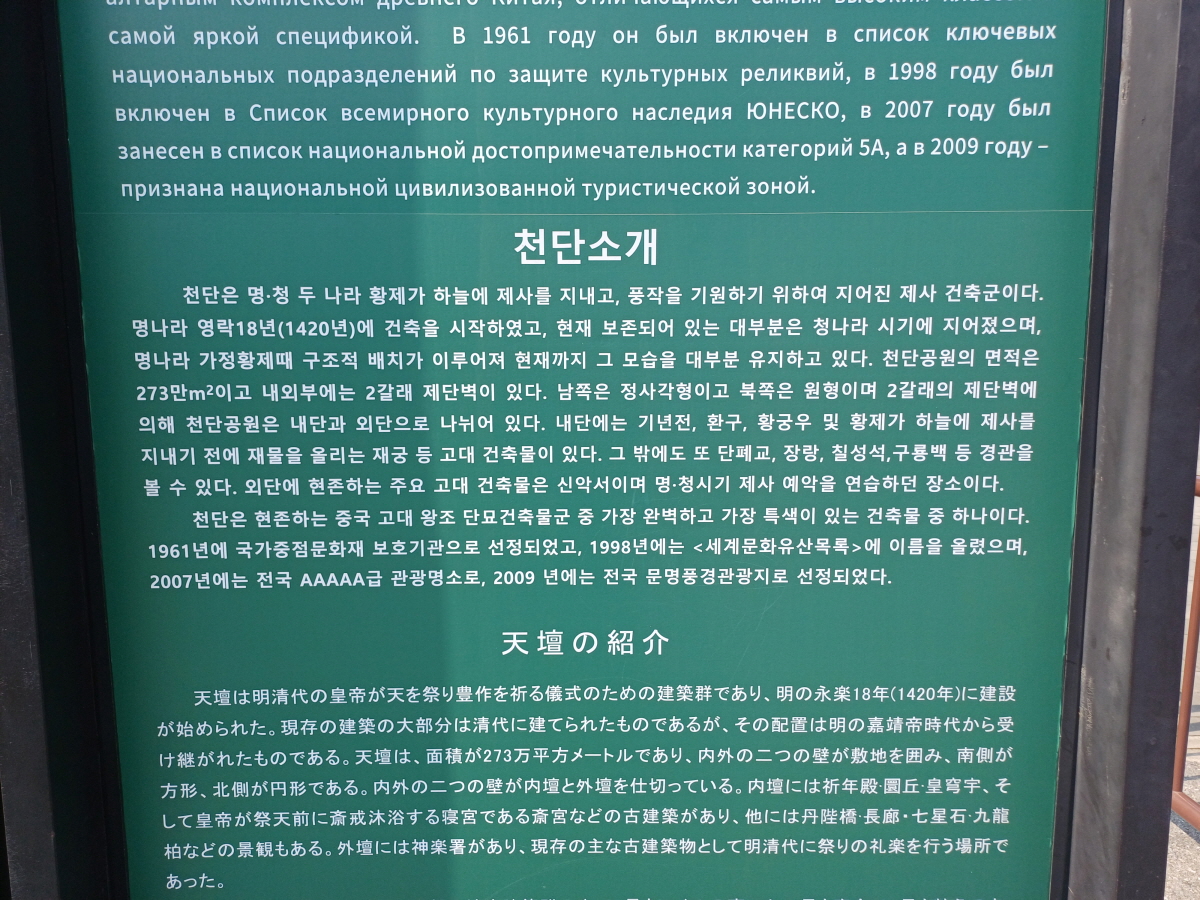 алтарным комплексом древнего Китая, отличающихся самым высоким
самой яркой спецификой. В 1961 году он был включен в список ключевых
национальных подразделений по защите культурных реликвий, в 1998 году был
включен в Список всемирного культурного наследия ЮНЕСКО, в 2007 году был
занесен в список национальной достопримечательности категорий 5А, а в 2009 году –
признана национальной цивилизованной туристической зоной.
천단소개
천단은 명·청 두 나라 황제가 하늘에 제사를 지내고, 풍작을 기원하기 위하여 지어진 제사 건축군이다.
명나라 영락18년(1420년)에 건축을 시작하였고, 현재 보존되어 있는 대부분은 청나라 시기에 지어졌으며,
명나라 가정황제때 구조적 배치가 이루어져 현재까지 그 모습을 대부분 유지하고 있다. 천단공원의 면적은
273만m²이고 내외부에는 2갈래 제단벽이 있다. 남쪽은 정사각형이고 북쪽은 원형이며 2갈래의 제단벽에
의해 천단공원은 내단과 외단으로 나뉘어 있다. 내단에는 기년전, 환구, 황궁우 및 황제가 하늘에 제사를
지내기 전에 재물을 올리는 재궁 등 고대 건축물이 있다. 그 밖에도 또 단폐교, 장랑, 칠성석,구룡백 등 경관을
볼 수 있다. 외단에 현존하는 주요 고대 건축물은 신악서이며 명·청시기 제사 예악을 연습하던 장소이다.
천단은 현존하는 중국 고대 왕조 단묘건축물군 중 가장 완벽하고 가장 특색이 있는 건축물 중 하나이다.
1961년에 국가중점문화재 보호기관으로 선정되었고, 1998년에는 <세계문화유산목록>에 이름을 올렸으며,
2007년에는 전국 AAAAA급 관광명소로, 2009 년에는 전국 문명풍경관광지로 선정되었다.
天壇の紹介
天壇は明清代の皇帝が天を祭り豊作を祈る儀式のための建築群であり、明の永楽18年(1420年)に建設
が始められた。現存の建築の大部分は清代に建てられたものであるが、その配置は明の嘉靖帝時代から受
け継がれたものである。天壇は、面積が273万平方メートルであり、内外の二つの壁が敷地を囲み、南側が
方形、北側が円形である。内外の二つの壁が内壇と外壇を仕切っている。内壇には祈年殿·圜丘·皇穹宇、そ
して皇帝が祭天前に斎戒沐浴する寝宮である斎宮などの古建築があり、他には丹陛橋·長廊・七星石·九龍
柏などの景観もある。外壇には神楽署があり、現存の主な古建築物として明清代に祭りの礼楽を行う場所で
あった。